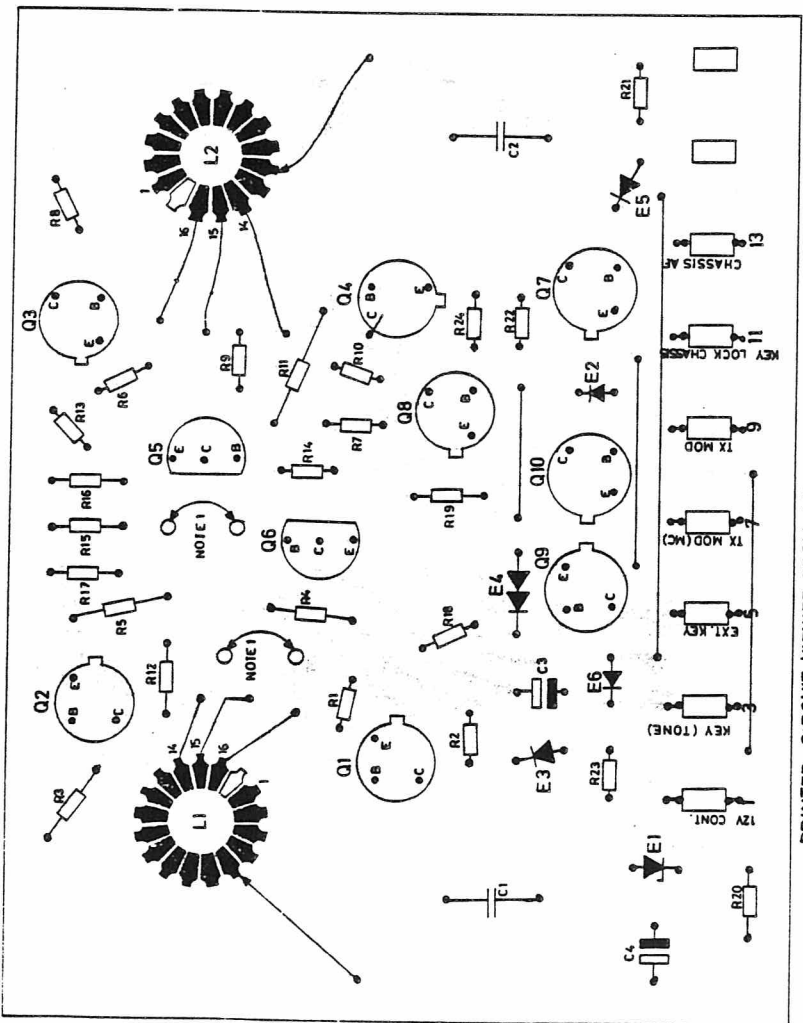 R21
L2
C2
1
R8
16
15
14
E5
13
CHASSIS AF
Q3
C
B
E
Q4
C
B
E
Q7
C
B
E
R9
R11
R10
R24
R22
11
KEY LOCK CHASSIS
R6
R13
E2
Q5
E
C
B
R7
Q8
C
B
E
R14
9
TX MOD
R16
Q10
C
B
E
R19
R15
NOTE 1
Q6
B
C
E
7
TX MOD (MC)
R17
E4
Q9
E
B
C
R5
R4
5
EXT. KEY
R18
NOTE 1
R12
C3
E6
Q2
E
B
C
R1
3
KEY (TONE)
R2
14
15
16
1
Q1
E
B
C
E3
R23
R3
L1
1
12V CONT.
E1
C1
R20
C4